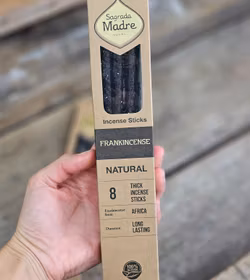 Sagrada
Madre
Incense Sticks
FRANKINCENSE
NATURAL
8
THICK
INCENSE
STICKS
AFRICA
LONG
LASTING